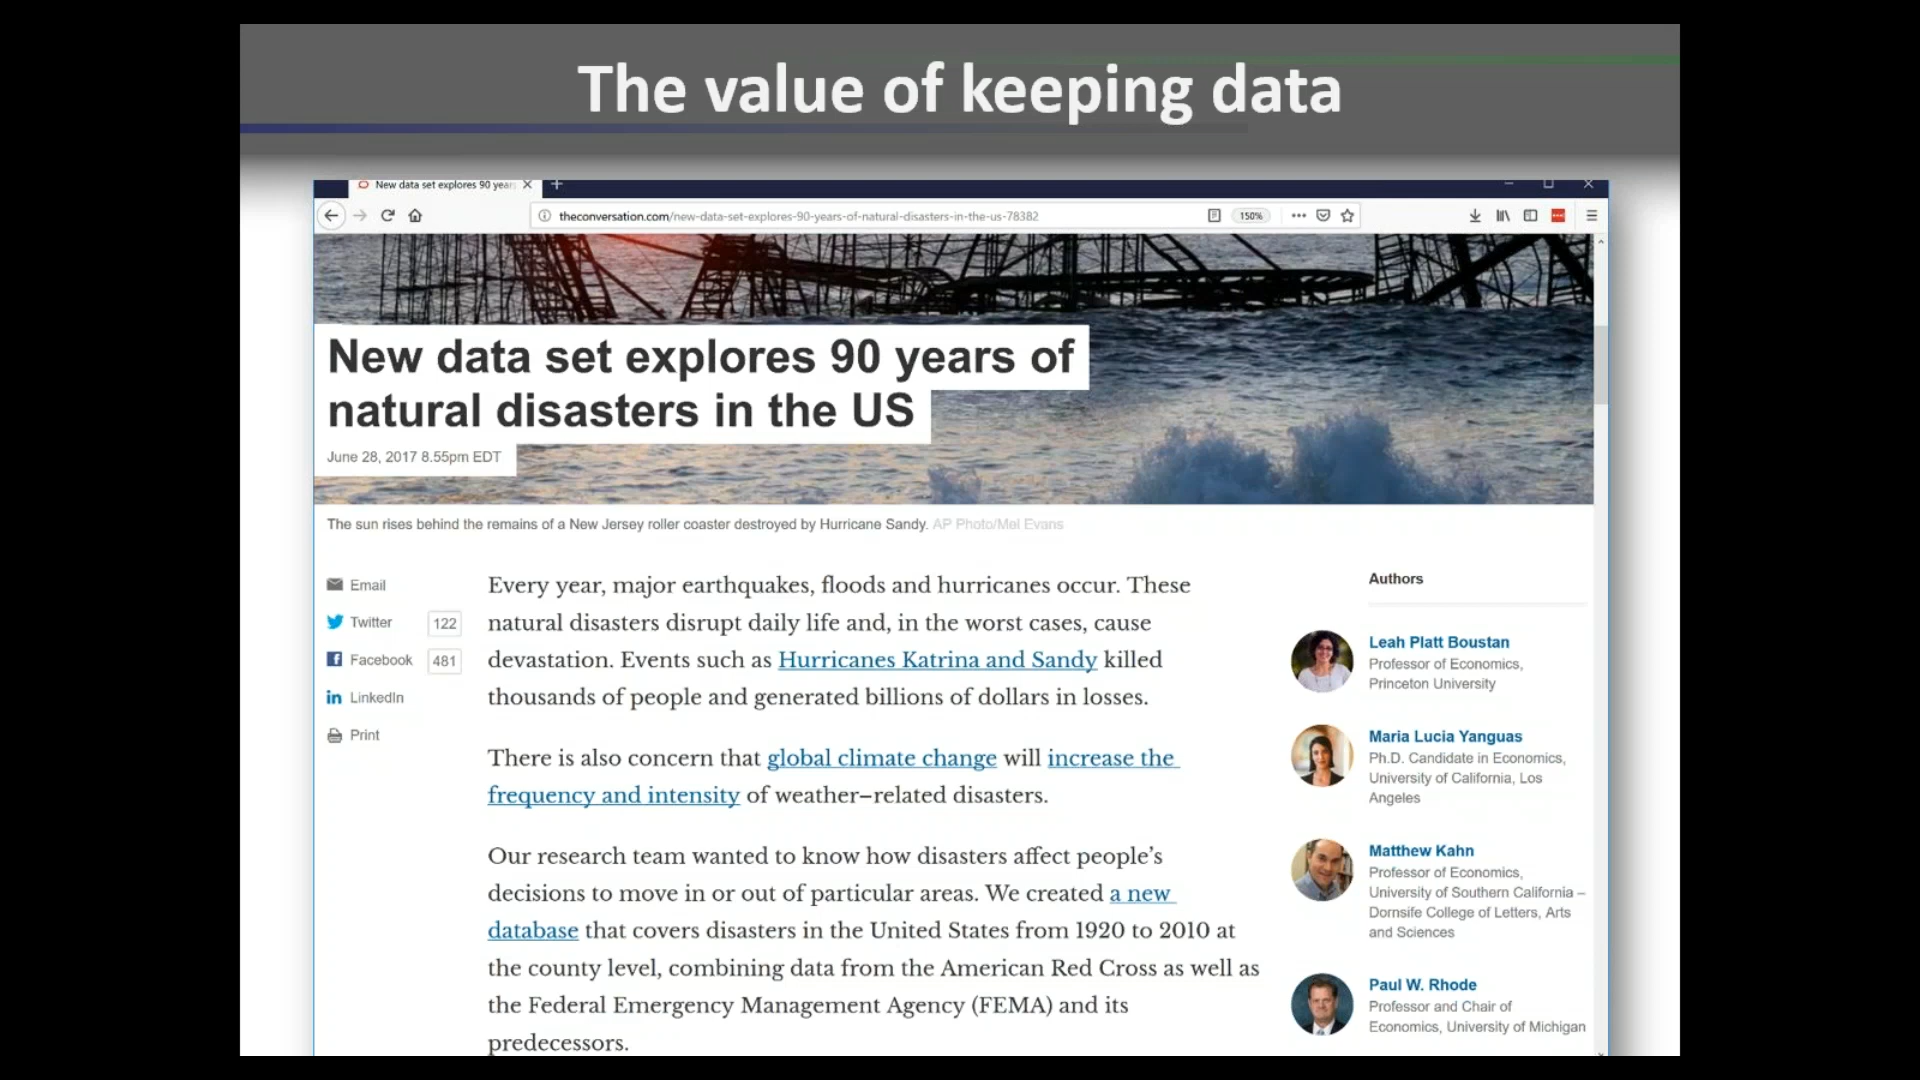 The value of keeping data
New data set explores 90 year
theconversation.com/new-data-set-explores-90-years-of-natural-disasters-in-the-us-78382
150%
New data set explores 90 years of
natural disasters in the US
June 28, 2017 8.55pm EDT
The sun rises behind the remains of a New Jersey roller coaster destroyed by Hurricane Sandy. AP Photo/Mel Evans
Email
Twitter 122
Facebook 481
LinkedIn
Print
Every year, major earthquakes, floods and hurricanes occur. These
natural disasters disrupt daily life and, in the worst cases, cause
devastation. Events such as Hurricanes Katrina and Sandy killed
thousands of people and generated billions of dollars in losses.
There is also concern that global climate change will increase the
frequency and intensity of weather–related disasters.
Our research team wanted to know how disasters affect people’s
decisions to move in or out of particular areas. We created a new
database that covers disasters in the United States from 1920 to 2010 at
the county level, combining data from the American Red Cross as well as
the Federal Emergency Management Agency (FEMA) and its
predecessors.
Authors
Leah Platt Boustan
Professor of Economics,
Princeton University
Maria Lucia Yanguas
Ph.D. Candidate in Economics,
University of California, Los
Angeles
Matthew Kahn
Professor of Economics,
University of Southern California –
Dornsife College of Letters, Arts
and Sciences
Paul W. Rhode
Professor and Chair of
Economics, University of Michigan